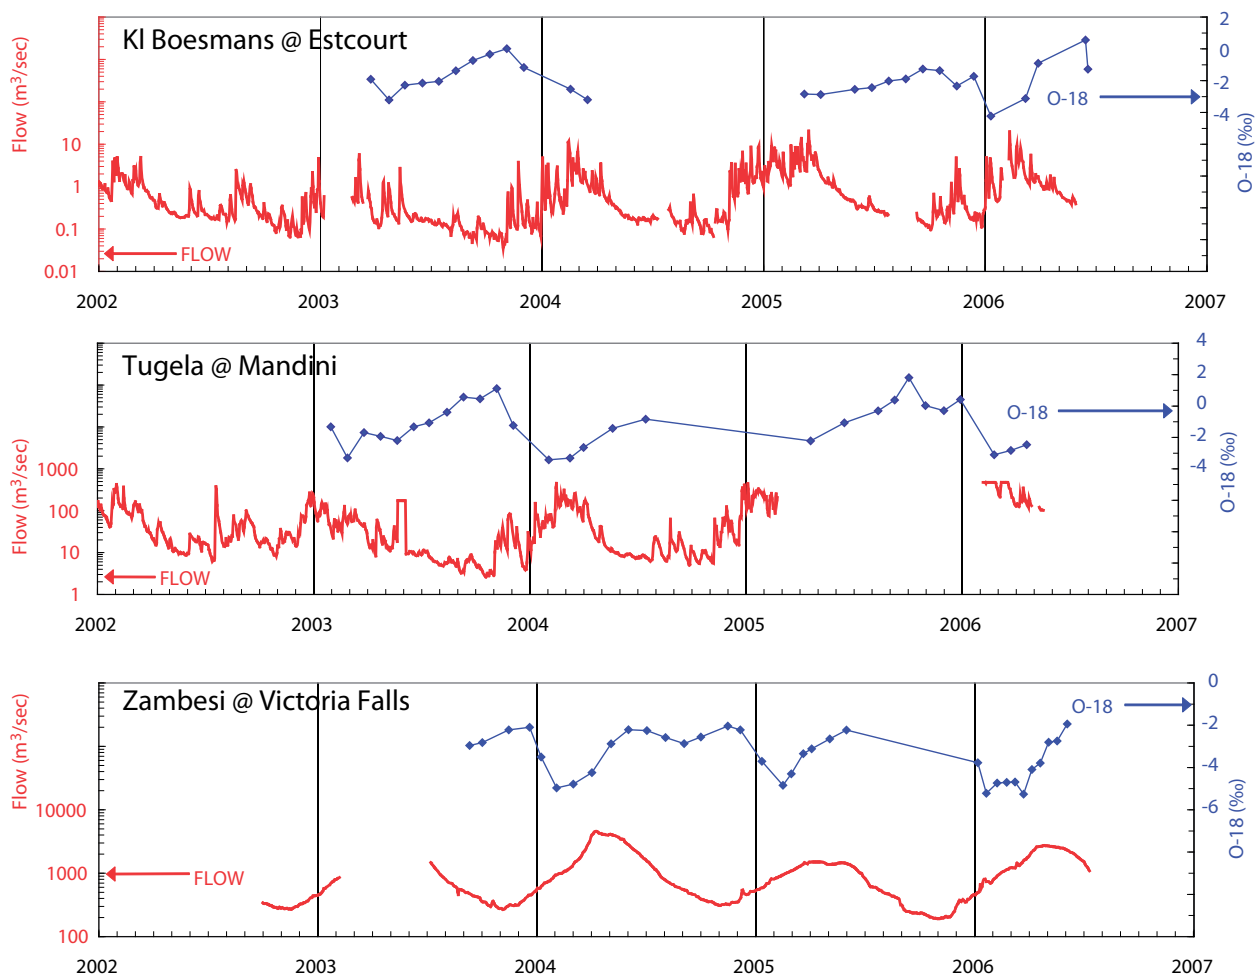 Kl Boesmans @ Estcourt
Flow (m³/sec)
10
1
0.1
0.01
FLOW
O-18
2
0
-2
-4
O-18 (‰)
2002 2003 2004 2005 2006 2007
Tugela @ Mandini
Flow (m³/sec)
1000
100
10
1
FLOW
O-18
4
2
0
-2
-4
O-18 (‰)
2002 2003 2004 2005 2006 2007
Zambesi @ Victoria Falls
Flow (m³/sec)
10000
1000
100
FLOW
O-18
0
-2
-4
-6
O-18 (‰)
2002 2003 2004 2005 2006 2007